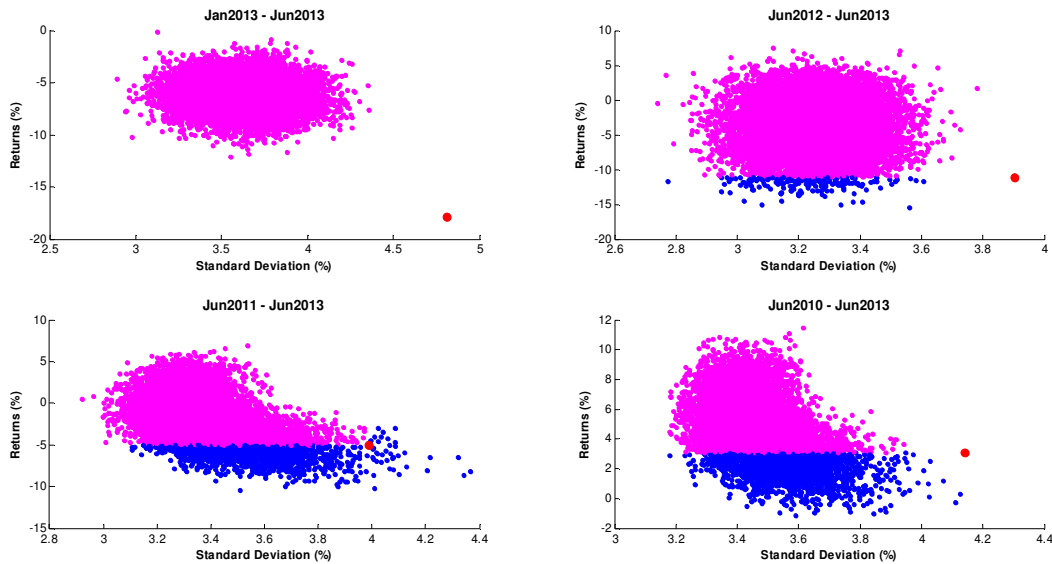 Jan2013 - Jun2013
0
-5
-10
-15
-20
Returns (%)
2.5 3 3.5 4 4.5 5
Standard Deviation (%)
Jun2012 - Jun2013
10
5
0
-5
-10
-15
-20
Returns (%)
2.6 2.8 3 3.2 3.4 3.6 3.8 4
Standard Deviation (%)
Jun2011 - Jun2013
10
5
0
-5
-10
-15
Returns (%)
2.8 3 3.2 3.4 3.6 3.8 4 4.2 4.4
Standard Deviation (%)
Jun2010 - Jun2013
12
10
8
6
4
2
0
-2
Returns (%)
3 3.2 3.4 3.6 3.8 4 4.2 4.4
Standard Deviation (%)